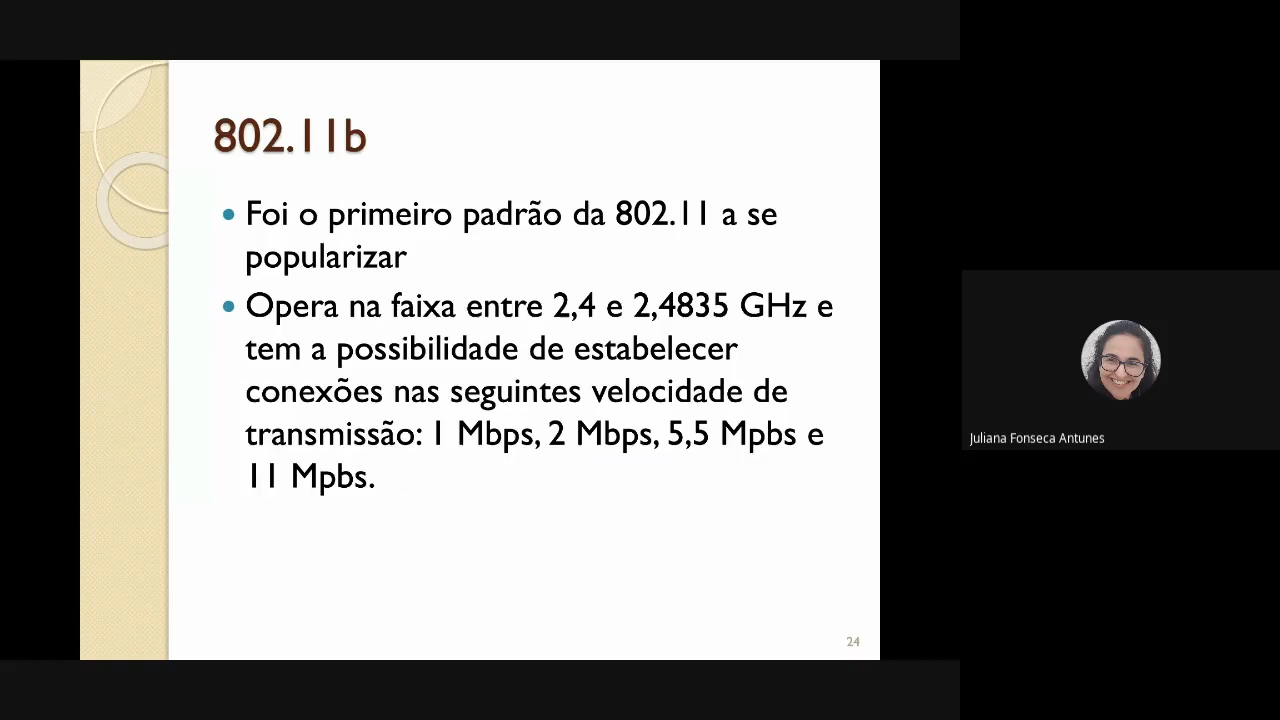 802.11b
Foi o primeiro padrão da 802.11 a se
popularizar
Opera na faixa entre 2,4 e 2,4835 GHz e
tem a possibilidade de estabelecer
conexões nas seguintes velocidade de
transmissão: 1 Mbps, 2 Mbps, 5,5 Mpbs e
11 Mpbs.
24
Juliana Fonseca Antunes